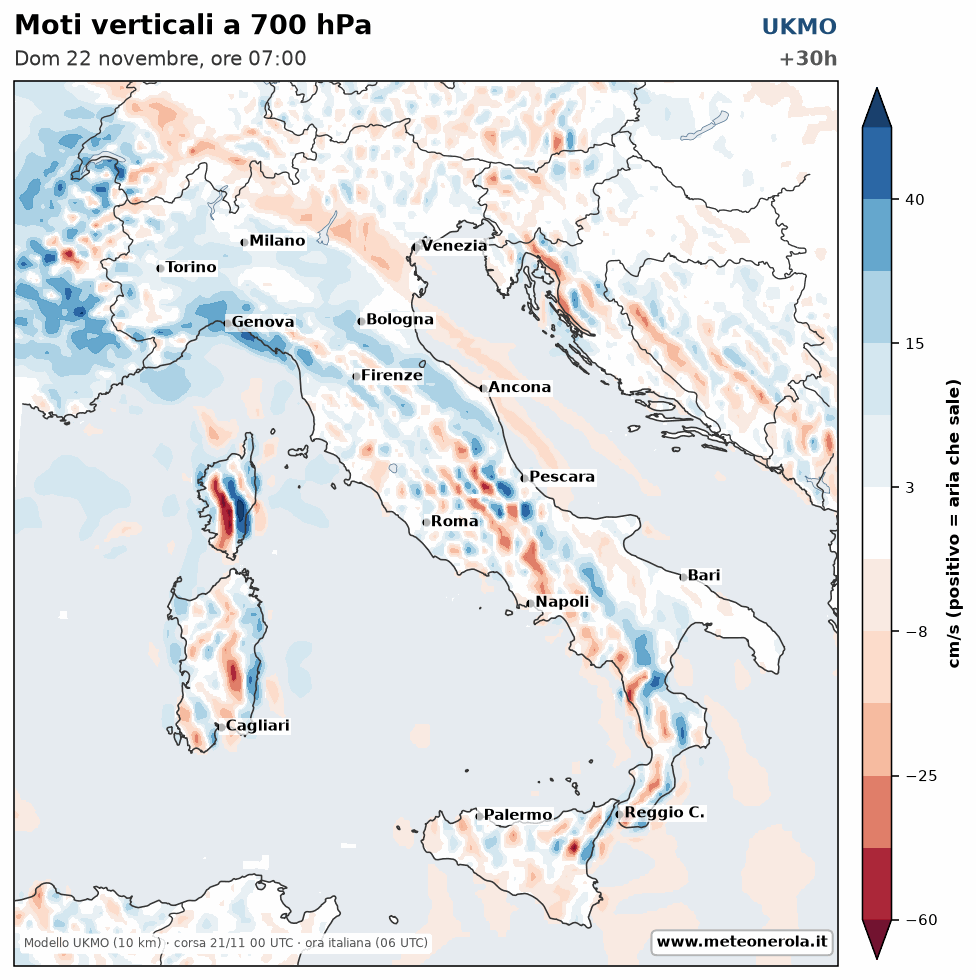 Moti verticali a 700 hPa
UKMO
Dom 22 novembre, ore 07:00
+30h
Milano
Venezia
Torino
Genova
Bologna
Firenze
Ancona
Pescara
Roma
Bari
Napoli
Cagliari
Palermo
Reggio C.
40
15
3
−8
−25
−60
cm/s (positivo = aria che sale)
Modello UKMO (10 km) · corsa 21/11 00 UTC · ora italiana (06 UTC)
www.meteonerola.it